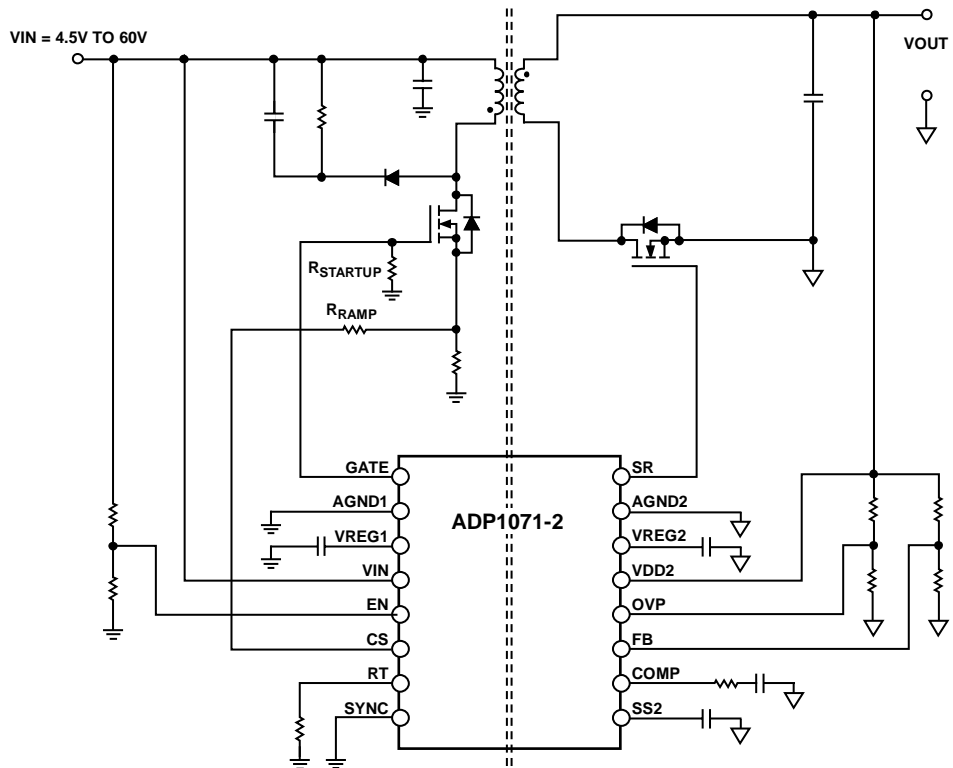 VIN = 4.5V TO 60V
VOUT
RSTARTUP
RRAMP
GATE
AGND1
VREG1
VIN
EN
CS
RT
SYNC
ADP1071-2
SR
AGND2
VREG2
VDD2
OVP
FB
COMP
SS2